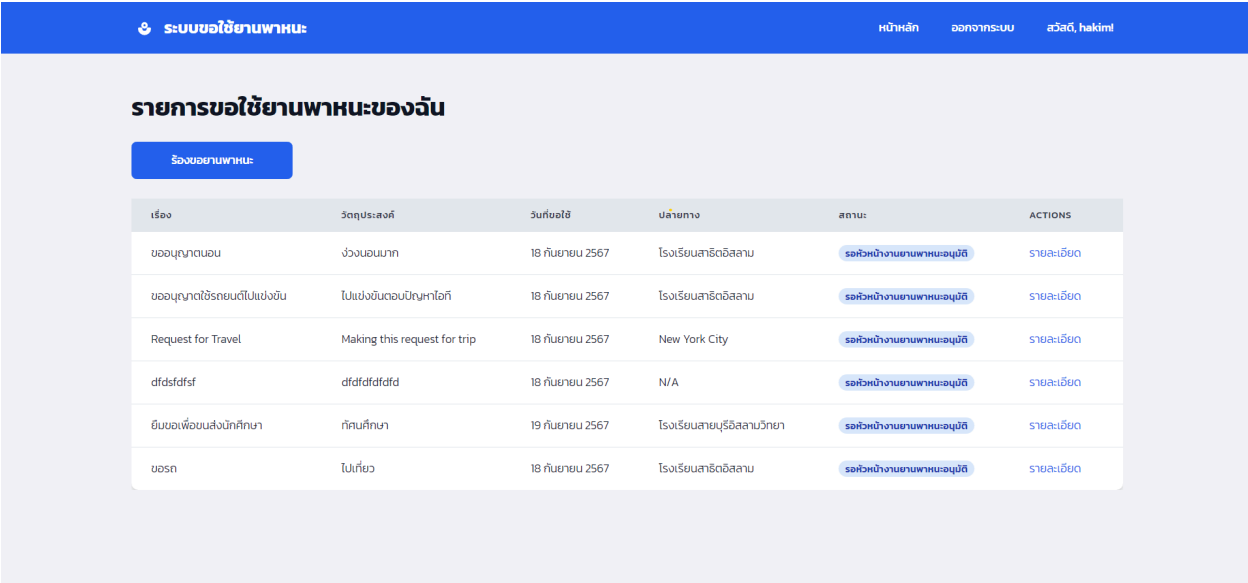 ระบบขอใช้ยานพาหนะ หน้าหลัก ออกจากระบบ สวัสดี, hakim!
รายการขอใช้ยานพาหนะของฉัน
ร้องขอยานพาหนะ
เรื่อง วัตถุประสงค์ วันที่ขอใช้ ปล่ายทาง สถานะ ACTIONS
ขออนุญาตนอน ง่วงนอนมาก 18 กันยายน 2567 โรงเรียนสาธิตอิสลาม รอหัวหน้างานยานพาหนะอนุมัติ รายละเอียด
ขออนุาตใช้รถยนต์ไปแข่งขัน ไปแข่งขันตอบปัญหาไอที 18 กันยายน 2567 โรงเรียนสาธิตอิสลาม รอหัวหน้างานยานพาหนะอนุมัติ รายละเอียด
Request for Travel Making this request for trip 18 กันยายน 2567 New York City รอหัวหน้างานยานพาหนะอนุมัติ รายละเอียด
dfdsfdfsf dfdfdfdfdfd 18 กันยายน 2567 N/A รอหัวหน้างานยานพาหนะอนุมัติ รายละเอียด
ยืมขอเพื่อขนส่งนักศึกษา ทัศนศึกษา 19 กันยายน 2567 โรงเรียนสายบุรีอิสลามวิทยา รอหัวหน้างานยานพาหนะอนุมัติ รายละเอียด
ขอรถ ไปเที่ยว 18 กันยายน 2567 โรงเรียนสาธิตอิสลาม รอหัวหน้างานยานพาหนะอนุมัติ รายละเอียด